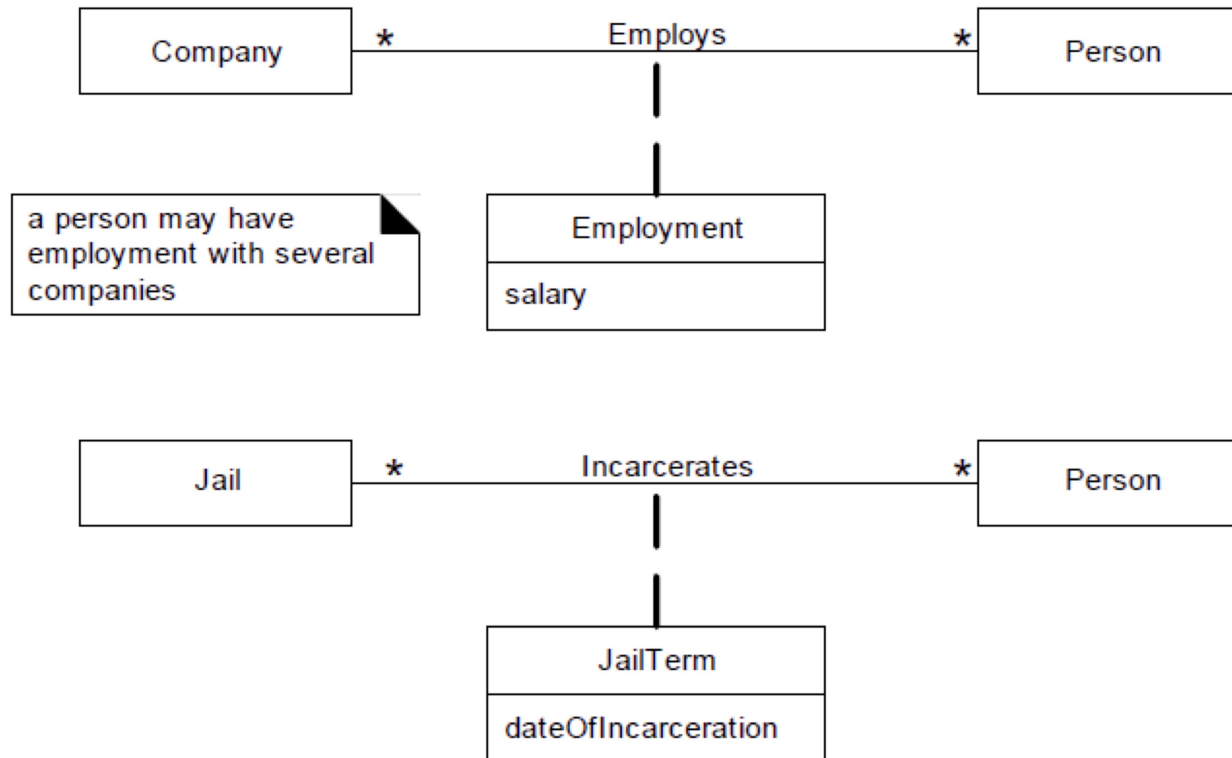 Company * Employs * Person
a person may have
employment with several
companies
Employment
salary
Jail * Incarcerates * Person
JailTerm
dateOfIncarceration